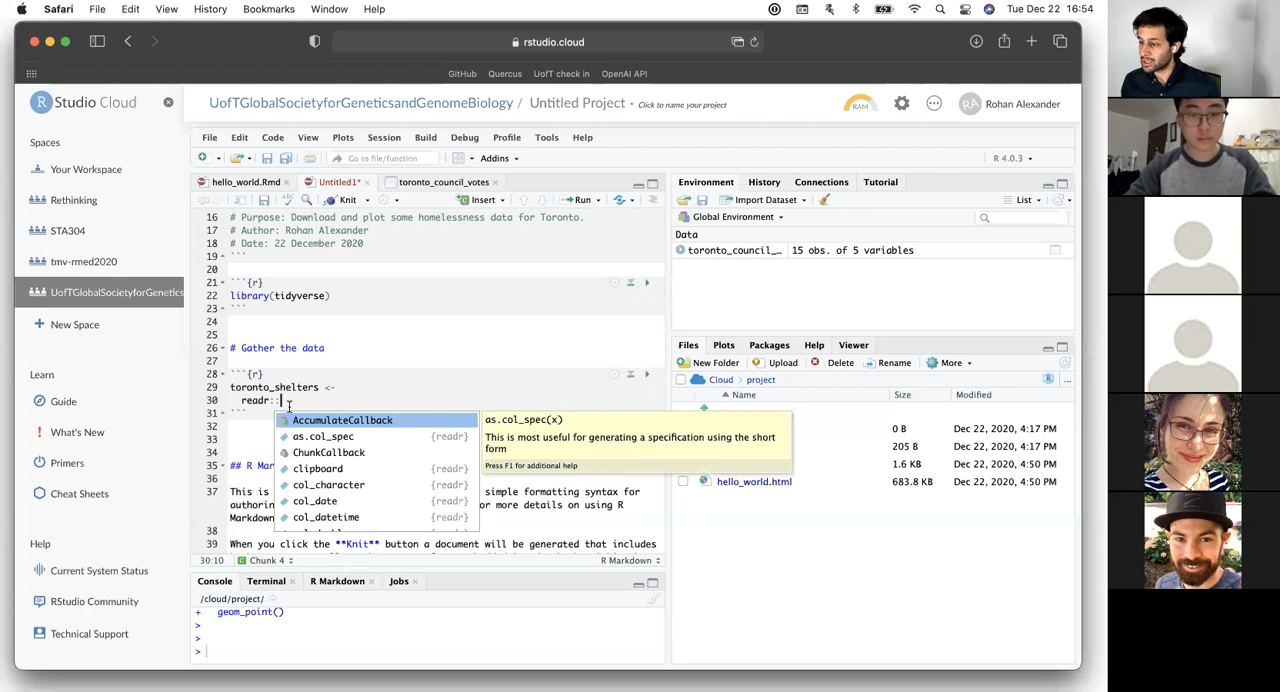 Safari File Edit View History Bookmarks Window Help Tue Dec 22 16:54
rstudio.cloud
GitHub Quercus UofT check in OpenAI API
R Studio Cloud
UofTGlobalSocietyforGeneticsandGenomeBiology / Untitled Project Click to name your project
RAM
RA Rohan Alexander
Spaces
Your Workspace
Rethinking
STA304
tmv-rmed2020
UofTGlobalSocietyforGenetics
New Space
Learn
Guide
What's New
Primers
Cheat Sheets
Help
Current System Status
RStudio Community
Technical Support
File Edit Code View Plots Session Build Debug Profile Tools Help
Go to file/function Addins R 4.0.3
hello_world.Rmd Untitled1* toronto_council_votes
Knit Insert Run
16 # Purpose: Download and plot some homelessness data for Toronto.
17 # Author: Rohan Alexander
18 # Date: 22 December 2020
19 ```
20
21 ```{r}
22 library(tidyverse)
23 ```
24
25
26 # Gather the data
27
28 ```{r}
29 toronto_shelters <-
30 readr::
31 ```
32
33
34
35 ## R Mar
36
37 This is simple formatting syntax for
authorin or more details on using R
Markdown
38
39 When you click the **Knit** button a document will be generated that includes
AccumulateCallback
as.col_spec {readr}
ChunkCallback
clipboard {readr}
col_character {readr}
col_date {readr}
col_datetime {readr}
as.col_spec(x)
This is most useful for generating a specification using the short
form
Press F1 for additional help
30:10 Chunk 4 R Markdown
Console Terminal R Markdown Jobs
/cloud/project/
+ geom_point()
>
>
>
Environment History Connections Tutorial
Import Dataset List
Global Environment
Data
toronto_council_… 15 obs. of 5 variables
Files Plots Packages Help Viewer
New Folder Upload Delete Rename More
Cloud project
Name Size Modified
0 B Dec 22, 2020, 4:17 PM
205 B Dec 22, 2020, 4:17 PM
1.6 KB Dec 22, 2020, 4:50 PM
hello_world.html 683.8 KB Dec 22, 2020, 4:50 PM